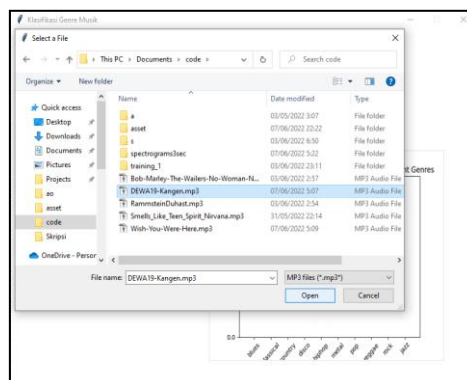 Klasifikasi Genre Musik
Select a File
This PC > Documents > code >
Search code
Organize
New folder
Name
Date modified
Type
Quick access
Desktop
Downloads
Documents
Pictures
Projects
ao
asset
code
Skripsi
OneDrive - Person
a 03/05/2022 3:07 File folder
asset 07/06/2022 22:22 File folder
s 03/06/2022 6:50 File folder
spectrograms3sec 07/06/2022 5:22 File folder
training_1 03/06/2022 23:11 File folder
Bob-Marley-The-Wailers-No-Woman-N... 03/06/2022 2:57 MP3 Audio File
DEWA19-Kangen.mp3 07/06/2022 5:07 MP3 Audio File
RammsteinDuhast.mp3 03/06/2022 2:54 MP3 Audio File
Smells_Like_Teen_Spirit_Nirvana.mp3 31/05/2022 22:14 MP3 Audio File
Wish-You-Were-Here.mp3 07/06/2022 5:09 MP3 Audio File
File name: DEWA19-Kangen.mp3
MP3 files (*.mp3*)
Open
Cancel
nt Genres
0.0
blues
classical
country
disco
hiphop
metal
pop
reggae
rock
jazz